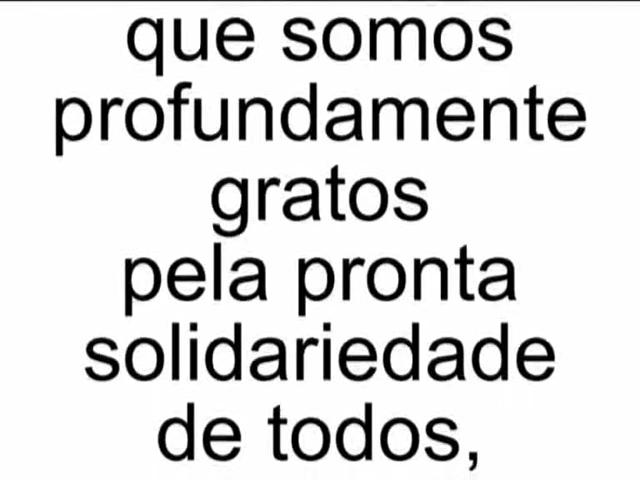 que somos
profundamente
gratos
pela pronta
solidariedade
de todos,